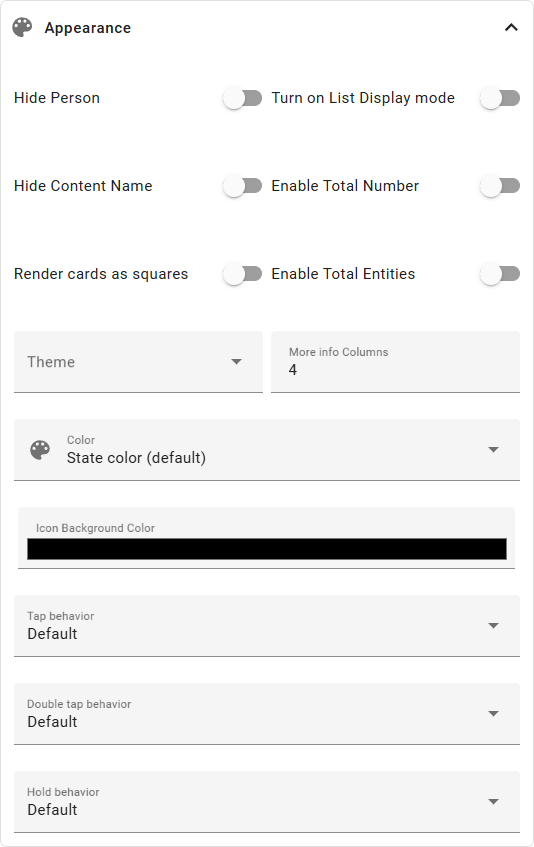 Appearance
Hide Person
Turn on List Display mode
Hide Content Name
Enable Total Number
Render cards as squares
Enable Total Entities
Theme
More info Columns
4
Color
State color (default)
Icon Background Color
Tap behavior
Default
Double tap behavior
Default
Hold behavior
Default